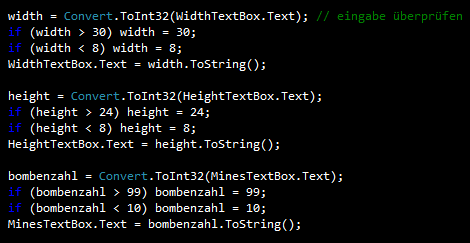 width = Convert.ToInt32(WidthTextBox.Text); // eingabe überprüfen
if (width > 30) width = 30;
if (width < 8) width = 8;
WidthTextBox.Text = width.ToString();
height = Convert.ToInt32(HeightTextBox.Text);
if (height > 24) height = 24;
if (height < 8) height = 8;
HeightTextBox.Text = height.ToString();
bombenzahl = Convert.ToInt32(MinesTextBox.Text);
if (bombenzahl > 99) bombenzahl = 99;
if (bombenzahl < 10) bombenzahl = 10;
MinesTextBox.Text = bombenzahl.ToString();